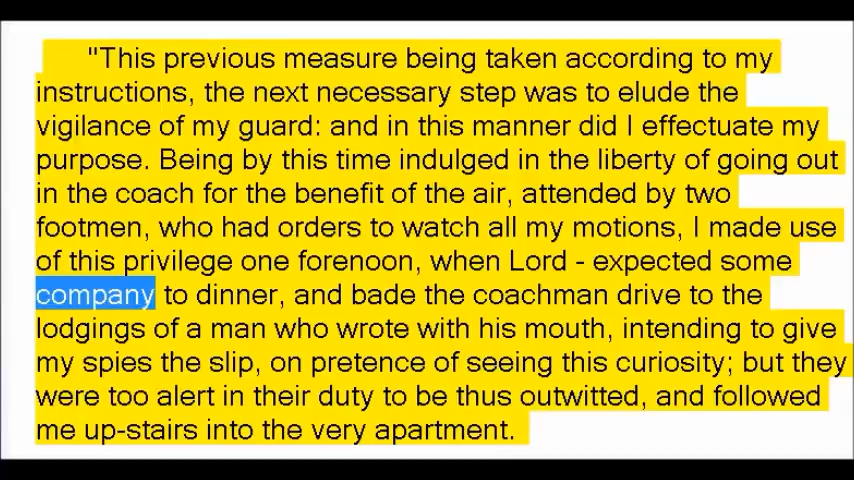 "This previous measure being taken according to my
instructions, the next necessary step was to elude the
vigilance of my guard: and in this manner did I effectuate my
purpose. Being by this time indulged in the liberty of going out
in the coach for the benefit of the air, attended by two
footmen, who had orders to watch all my motions, I made use
of this privilege one forenoon, when Lord - expected some
company to dinner, and bade the coachman drive to the
lodgings of a man who wrote with his mouth, intending to give
my spies the slip, on pretence of seeing this curiosity; but they
were too alert in their duty to be thus outwitted, and followed
me up-stairs into the very apartment.